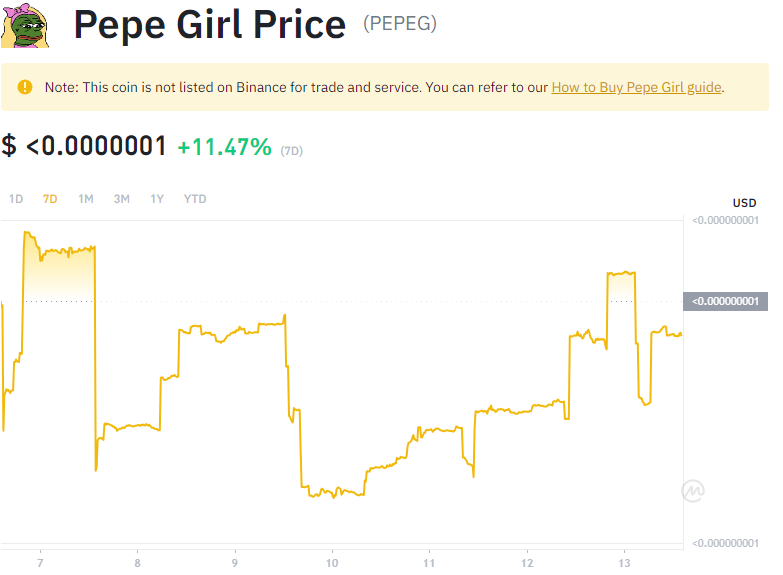 Pepe Girl Price (PEPEG)
Note: This coin is not listed on Binance for trade and service. You can refer to our How to Buy Pepe Girl guide.
$ <0.0000001 +11.47% (7D)
1D 7D 1M 3M 1Y YTD
USD
<0.000000001
<0.000000001
<0.000000001
7 8 9 10 11 12 13